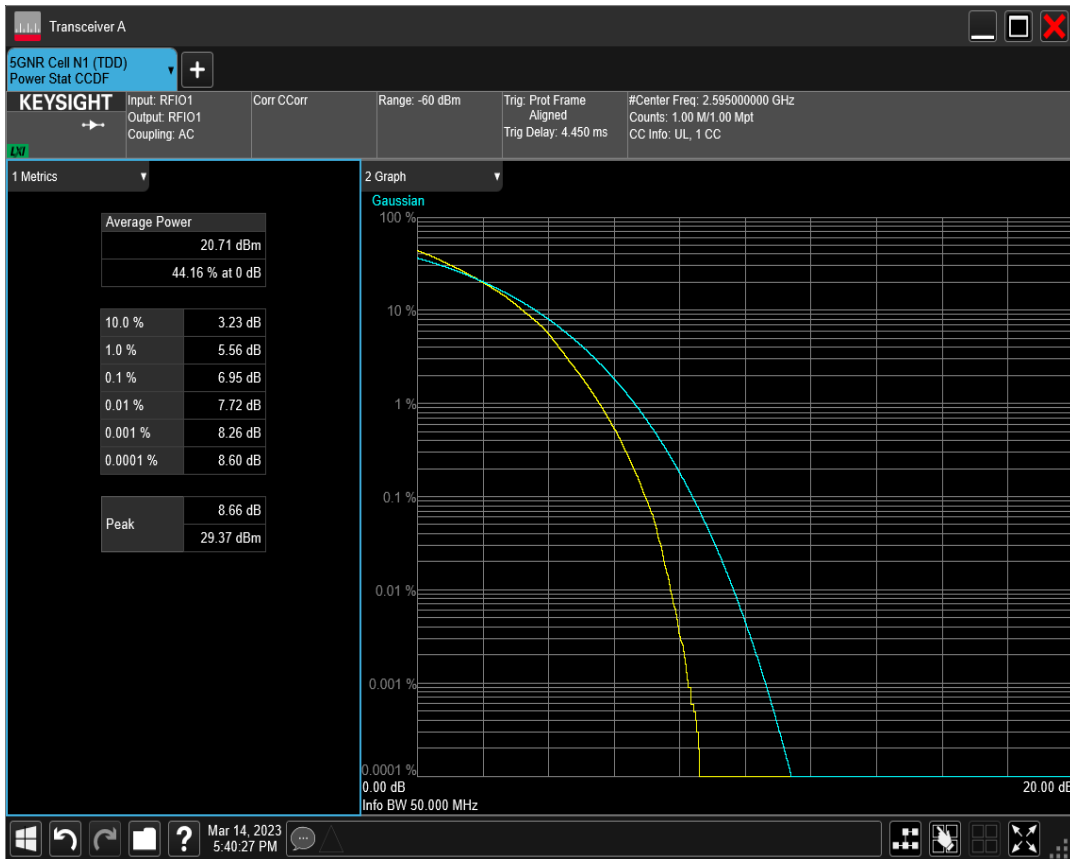 Transceiver A
5GNR Cell N1 (TDD)
Power Stat CCDF
KEYSIGHT
LXI
Input: RFIO1
Output: RFIO1
Coupling: AC
Corr CCorr
Range: -60 dBm
Trig: Prot Frame
Aligned
Trig Delay: 4.450 ms
#Center Freq: 2.595000000 GHz
Counts: 1.00 M/1.00 Mpt
CC Info: UL, 1 CC
1 Metrics
Average Power
20.71 dBm
44.16 % at 0 dB
10.0 % 3.23 dB
1.0 % 5.56 dB
0.1 % 6.95 dB
0.01 % 7.72 dB
0.001 % 8.26 dB
0.0001 % 8.60 dB
Peak
8.66 dB
29.37 dBm
2 Graph
Gaussian
100 %
10 %
1 %
0.1 %
0.01 %
0.001 %
0.0001 %
0.00 dB 20.00 dB
Info BW 50.000 MHz
?
Mar 14, 2023
5:40:27 PM